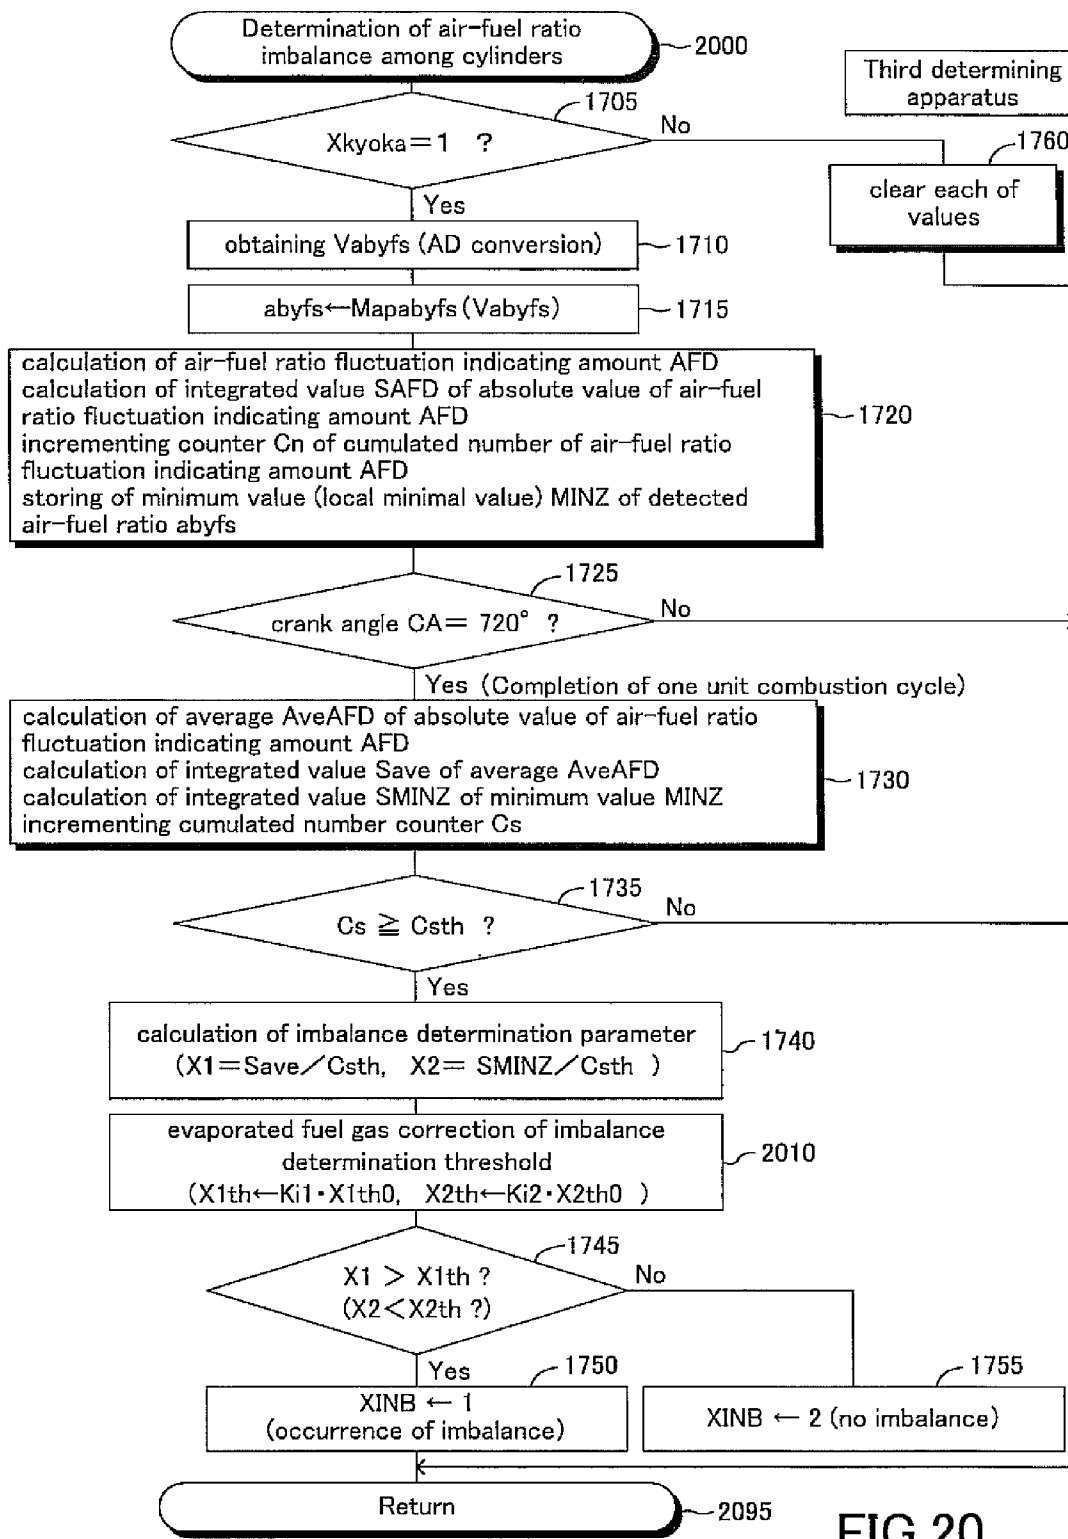 Determination of air-fuel ratio
imbalance among cylinders
2000
Third determining
apparatus
1705
Xkyoka=1 ?
No
1760
clear each of
values
Yes
obtaining Vabyfs (AD conversion)
1710
abyfs←Mapabyfs(Vabyfs)
1715
calculation of air-fuel ratio fluctuation indicating amount AFD
calculation of integrated value SAFD of absolute value of air-fuel
ratio fluctuation indicating amount AFD
incrementing counter Cn of cumulated number of air-fuel ratio
fluctuation indicating amount AFD
storing of minimum value (local minimal value) MINZ of detected
air-fuel ratio abyfs
1720
1725
crank angle CA= 720° ?
No
Yes (Completion of one unit combustion cycle)
calculation of average AveAFD of absolute value of air-fuel ratio
fluctuation indicating amount AFD
calculation of integrated value Save of average AveAFD
calculation of integrated value SMINZ of minimum value MINZ
incrementing cumulated number counter Cs
1730
1735
Cs ≧ Csth ?
No
Yes
calculation of imbalance determination parameter
(X1=Save/Csth, X2= SMINZ/Csth )
1740
evaporated fuel gas correction of imbalance
determination threshold
(X1th←Ki1·X1th0, X2th←Ki2·X2th0 )
2010
1745
X1 > X1th ?
(X2<X2th ?)
No
Yes
1750
XINB ← 1
(occurrence of imbalance)
1755
XINB ← 2 (no imbalance)
Return
2095
FIG.20